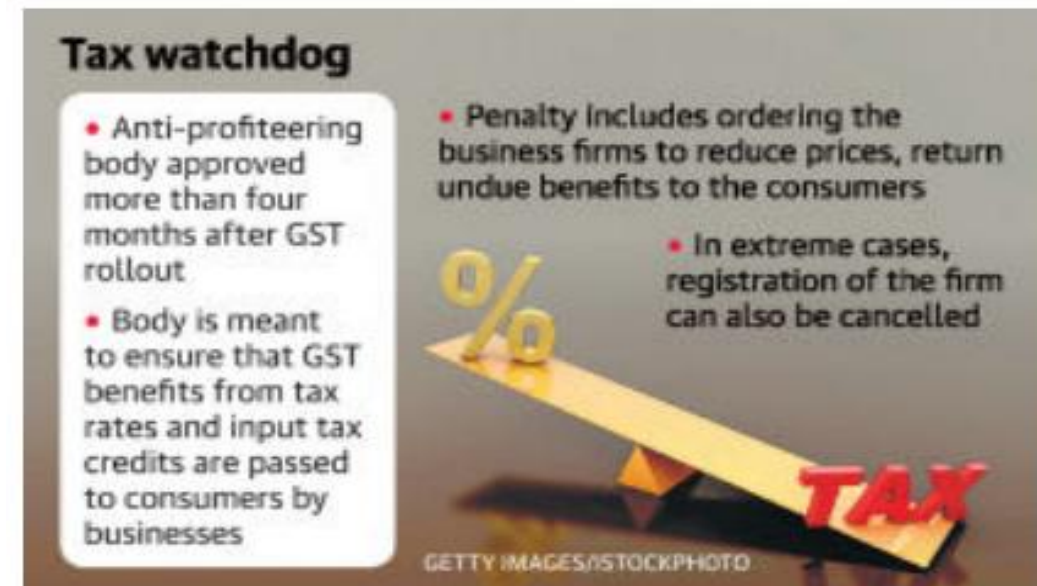 Tax watchdog
• Anti-profiteering
body approved
more than four
months after GST
rollout
• Body is meant
to ensure that GST
benefits from tax
rates and input tax
credits are passed
to consumers by
businesses
• Penalty includes ordering the
business firms to reduce prices, return
undue benefits to the consumers
• In extreme cases,
registration of the firm
can also be cancelled
%
TAX
GETTY IMAGES/ISTOCKPHOTO